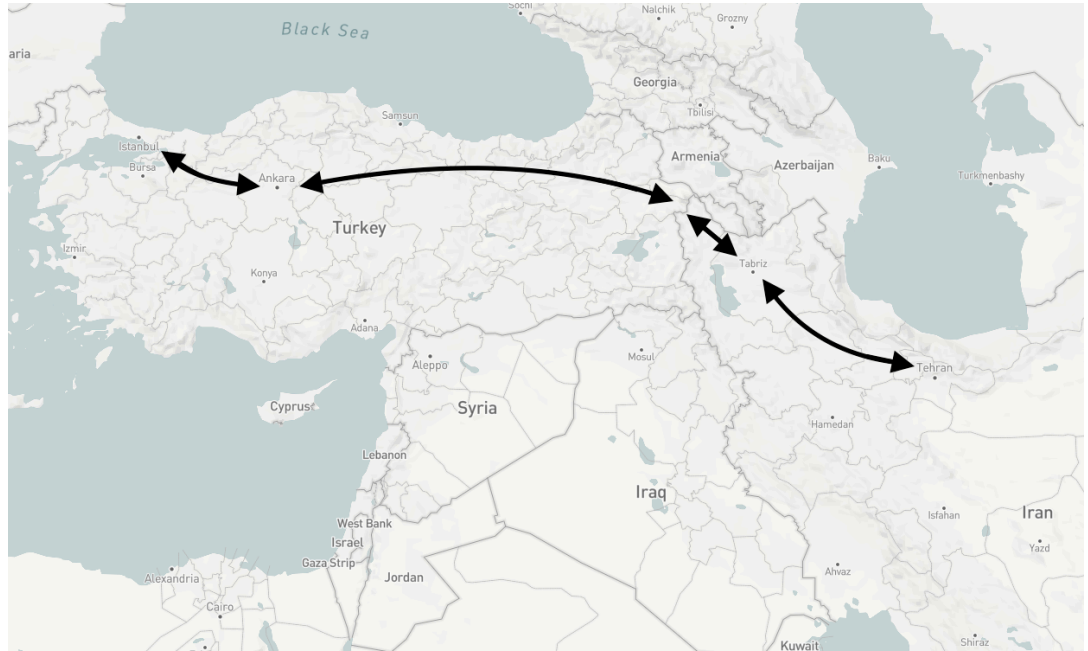 Sochi
Nalchik
Grozny
Black Sea
aria
Georgia
Tbilisi
Samsun
Istanbul
Bursa
Ankara
Armenia
Azerbaijan
Baku
Turkmenbashy
Turkey
Izmir
Konya
Tabriz
Adana
Aleppo
Mosul
Tehran
Cyprus
Syria
Hamedan
Lebanon
Iraq
Isfahan
Iran
West Bank
Israel
Yazd
Gaza Strip
Alexandria
Jordan
Ahvaz
Cairo
Kuwait
Shiraz